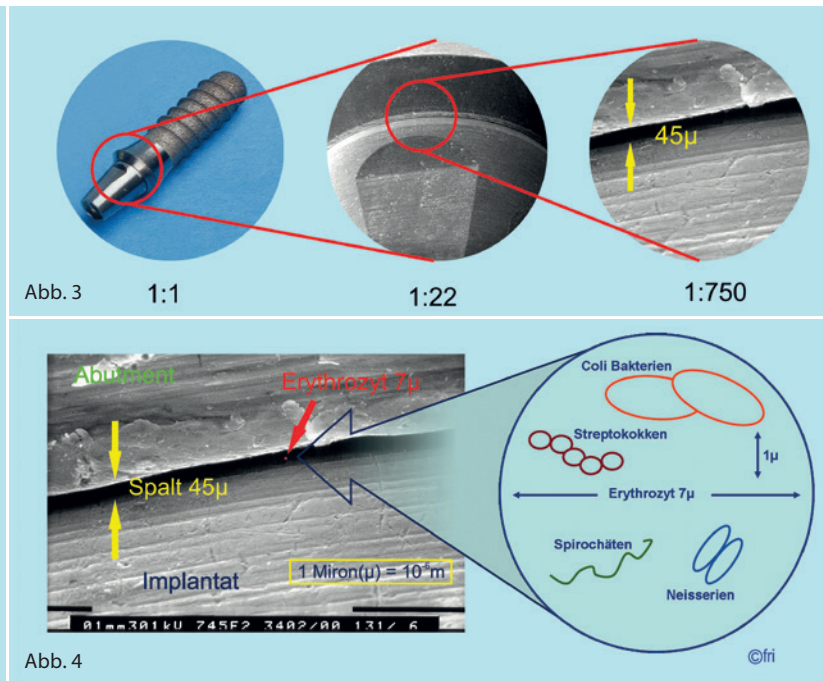 45µ
Abb. 3
1:1
1:22
1:750
Abutment
Erythrozyt 7µ
Spalt 45µ
Implantat
1 Miron(µ) = 10⁻⁶m
01mm301kU 745E2 3402/00 131/ 6
Coli Bakterien
Streptokokken
1µ
Erythrozyt 7µ
Spirochäten
Neisserien
Abb. 4
©fri